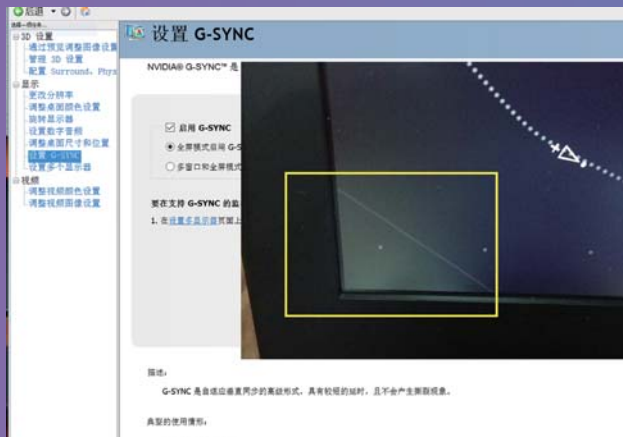 后退
选择一项任务...
3D 设置
通过预览调整图像设置
管理 3D 设置
配置 Surround、Phys
显示
更改分辨率
调整桌面颜色设置
旋转显示器
设置数字音频
调整桌面尺寸和位置
设置 G-SYNC
设置多个显示器
视频
调整视频颜色设置
调整视频图像设置
设置 G-SYNC
NVIDIA® G-SYNC™ 是
启用 G-SYNC
全屏模式启用 G-S
多窗口和全屏模式
要在支持 G-SYNC 的监
1. 在设置多显示器页面上
描述:
G-SYNC 是自适应垂直同步的高级形式，具有较短的延时，且不会产生撕裂现象。
典型的使用情形: